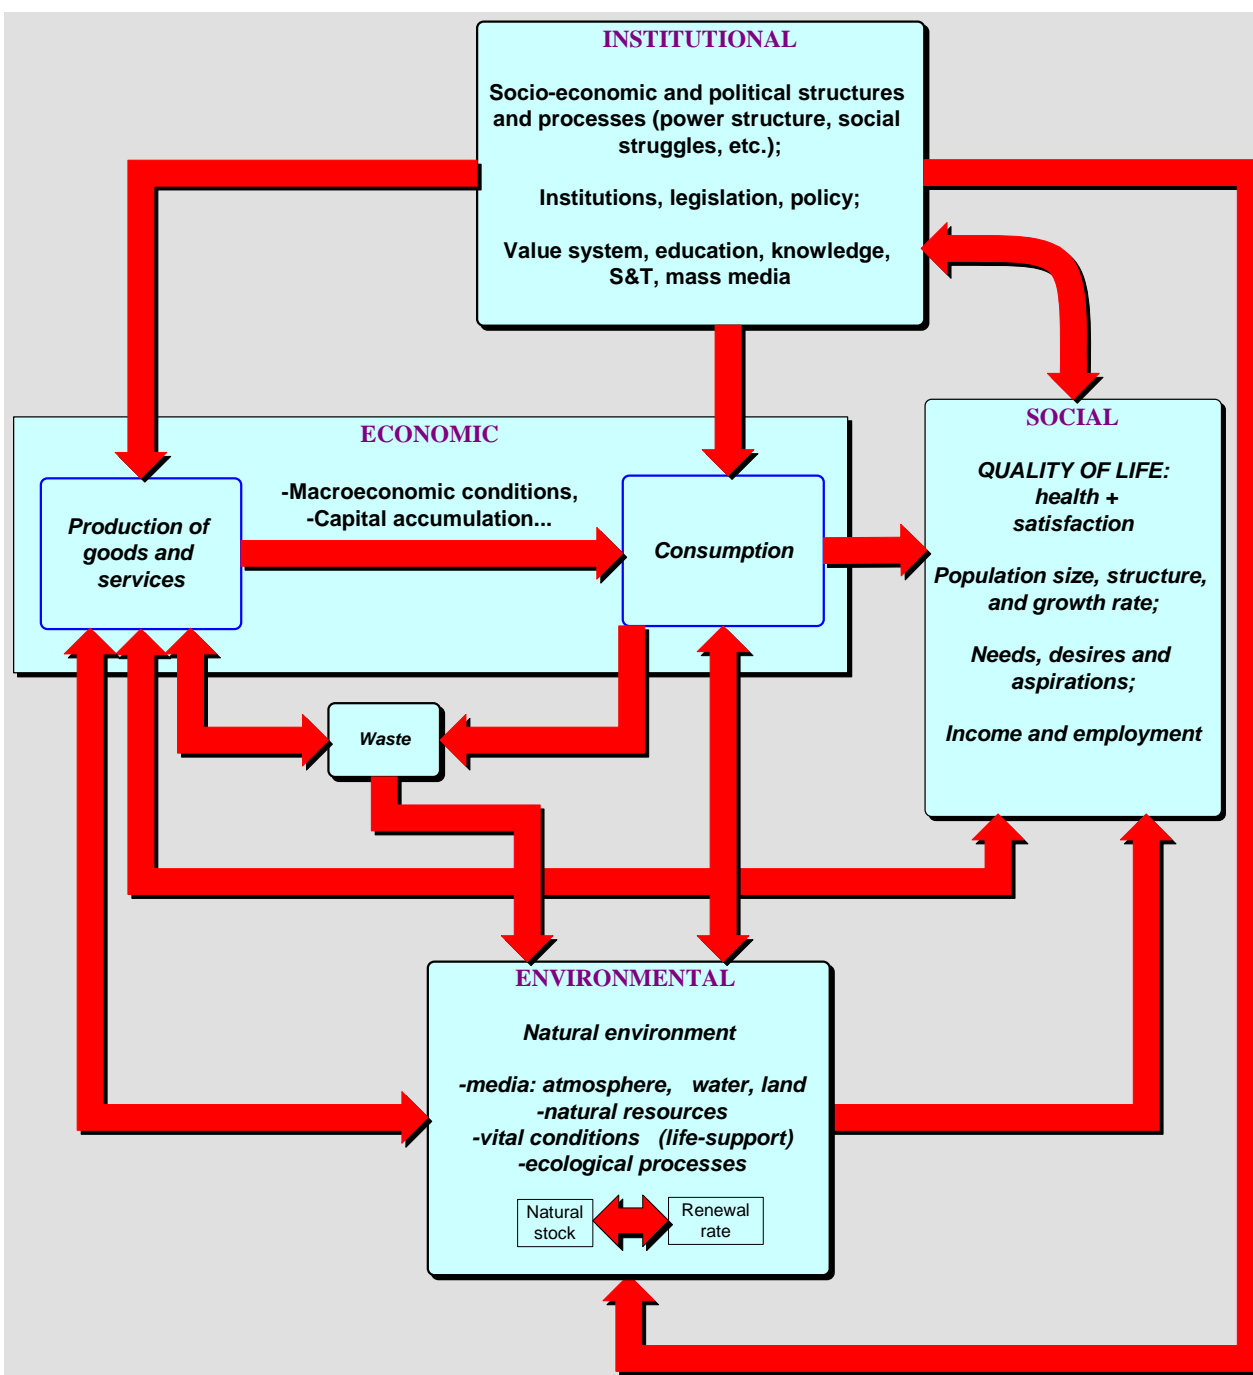 INSTITUTIONAL
Socio-economic and political structures
and processes (power structure, social
struggles, etc.);
Institutions, legislation, policy;
Value system, education, knowledge,
S&T, mass media
ECONOMIC
-Macroeconomic conditions,
-Capital accumulation...
Production of
goods and
services
Consumption
SOCIAL
QUALITY OF LIFE:
health +
satisfaction
Population size, structure,
and growth rate;
Needs, desires and
aspirations;
Income and employment
Waste
ENVIRONMENTAL
Natural environment
-media: atmosphere, water, land
-natural resources
-vital conditions (life-support)
-ecological processes
Natural
stock
Renewal
rate